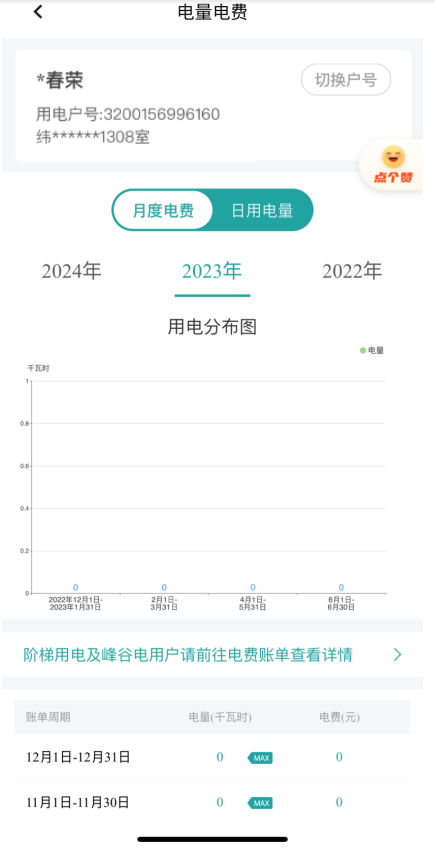 电量电费
*春荣
切换户号
用电户号:3200156996160
纬******1308室
点个赞
月度电费 日用电量
2024年 2023年 2022年
用电分布图
电量
千瓦时
1
0.8
0.6
0.4
0.2
0
0 0 0 0
2022年12月1日- 2月1日- 4月1日- 6月1日-
2023年1月31日 3月31日 5月31日 6月30日
阶梯用电及峰谷电用户请前往电费账单查看详情
账单周期 电量(千瓦时) 电费(元)
12月1日-12月31日 0 MAX 0
11月1日-11月30日 0 MAX 0